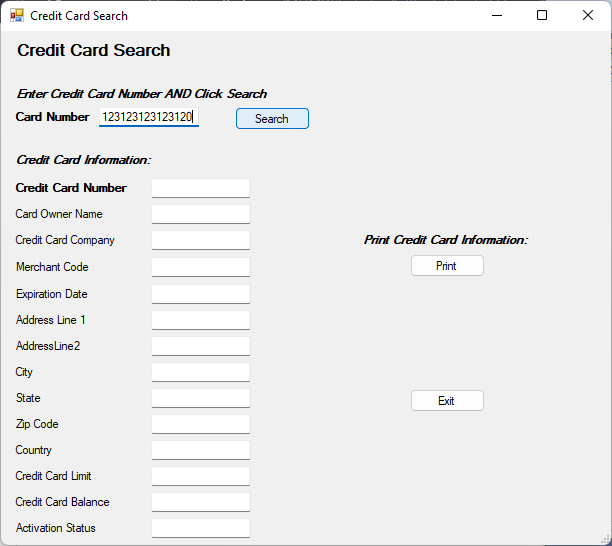 Credit Card Search
Credit Card Search
Enter Credit Card Number AND Click Search
Card Number 123123123123120 Search
Credit Card Information:
Credit Card Number
Card Owner Name
Credit Card Company
Print Credit Card Information:
Merchant Code
Print
Expiration Date
Address Line 1
AddressLine2
City
State
Exit
Zip Code
Country
Credit Card Limit
Credit Card Balance
Activation Status